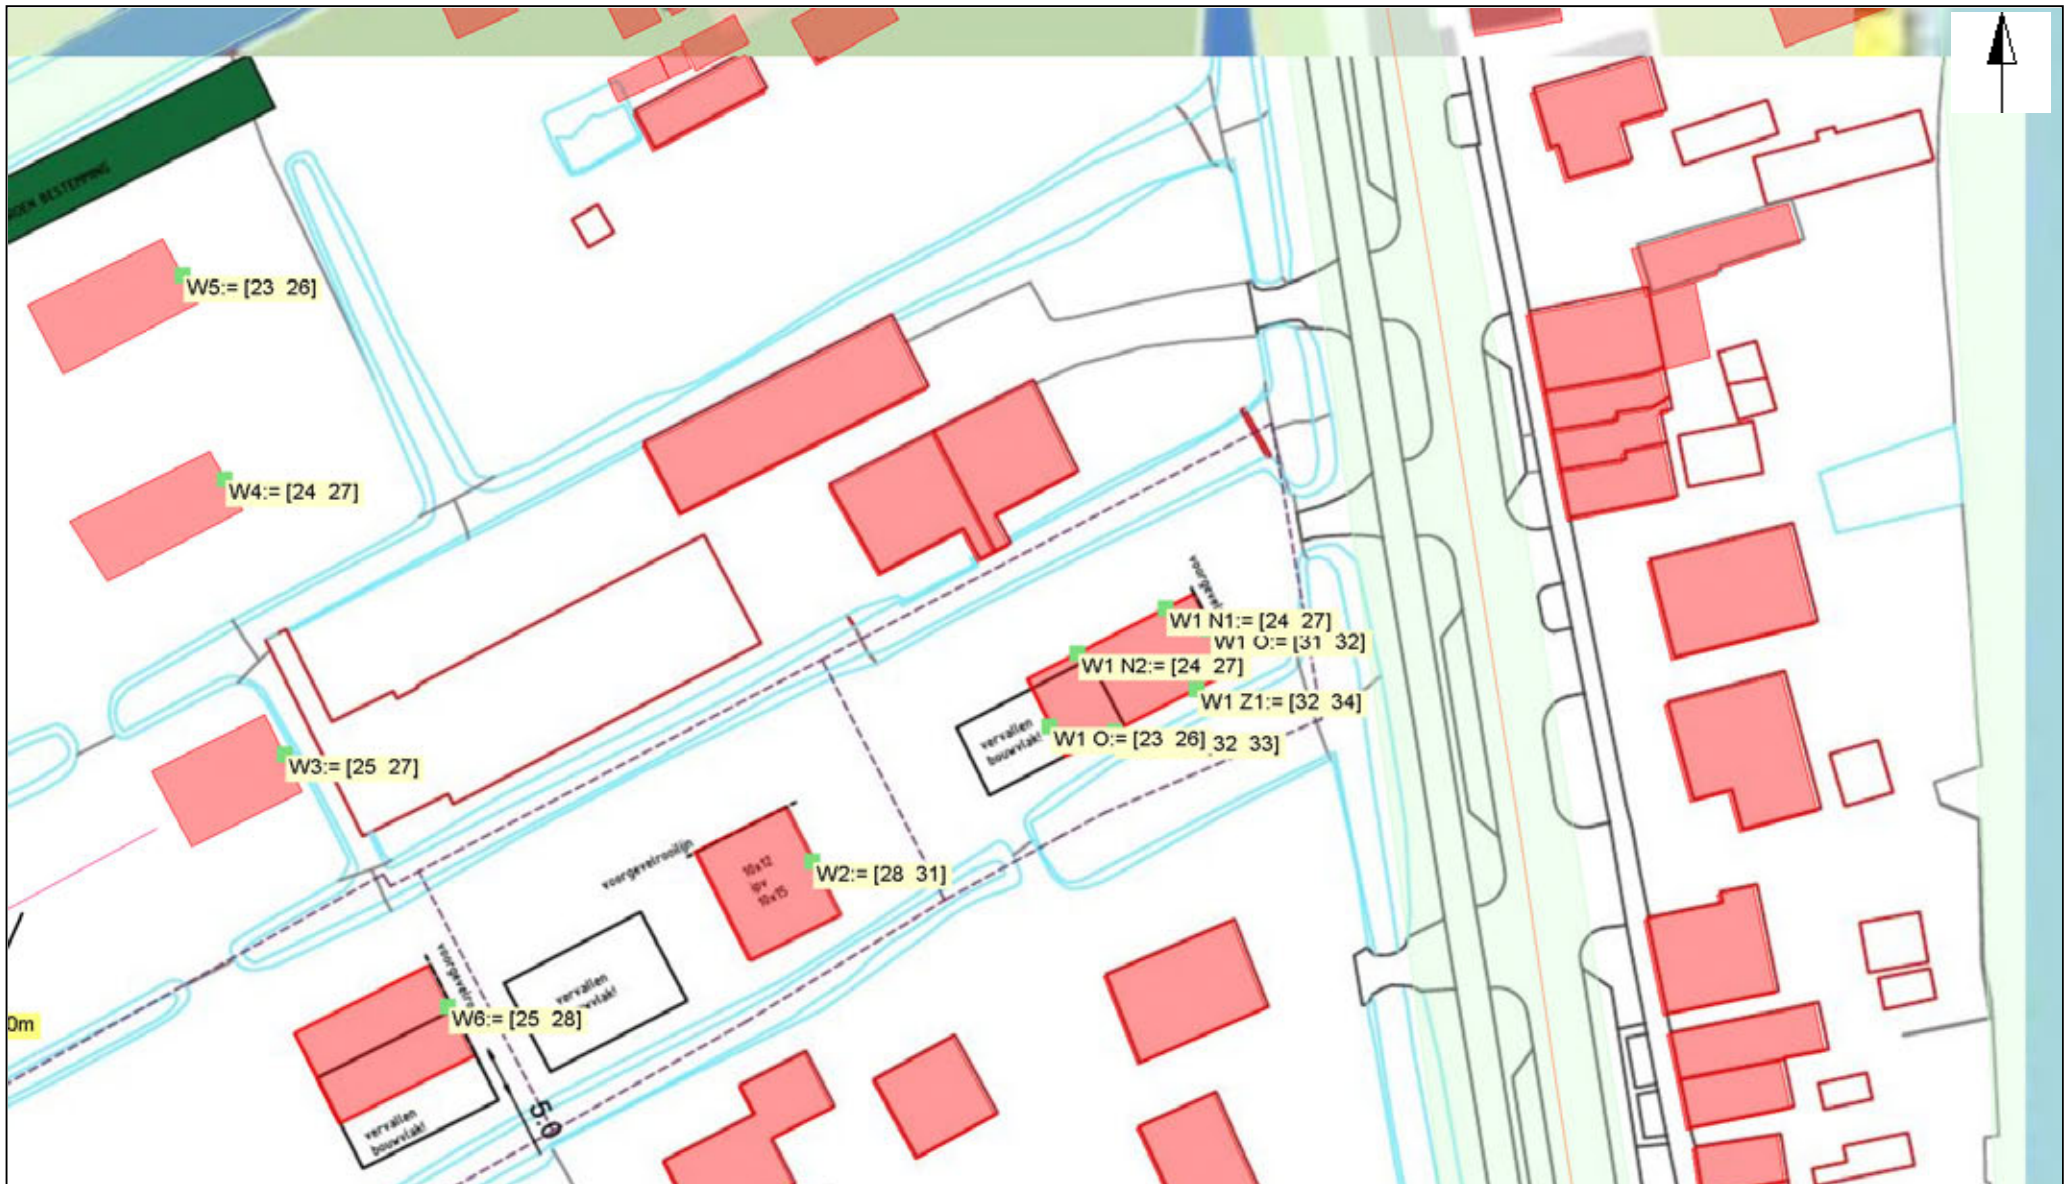 BESTEMMING
W5:= [23 26]
W4:= [24 27]
voorgevel
W1 N1:= [24 27]
W1 O:= [31 32]
W1 N2:= [24 27]
W1 Z1:= [32 34]
vervallen
bouwvlak!
W1 O:= [23 26]
32 33]
W3:= [25 27]
voorgevelrooilijn
10x12
ipv
10x15
W2:= [28 31]
vervallen
W6:= [25 28]
0m
5.0
vervallen
bouwvlak!